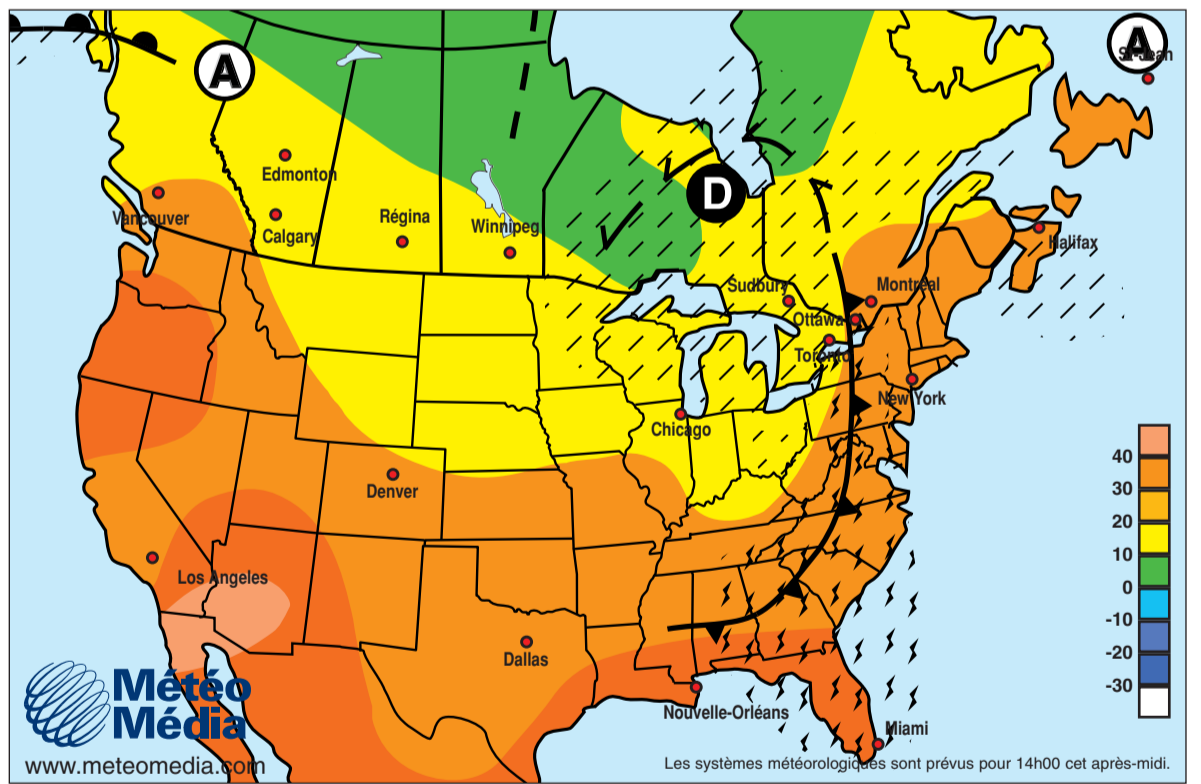 A
A
St-Jean
Edmonton
Vancouver
Régina
Winnipeg
Calgary
D
Halifax
Sudbury
Montréal
Ottawa
Toronto
New York
Chicago
Denver
40
30
20
10
0
-10
-20
-30
Los Angeles
Dallas
Nouvelle-Orléans
Miami
Météo
Média
www.meteomedia.com
Les systèmes météorologiques sont prévus pour 14h00 cet après-midi.